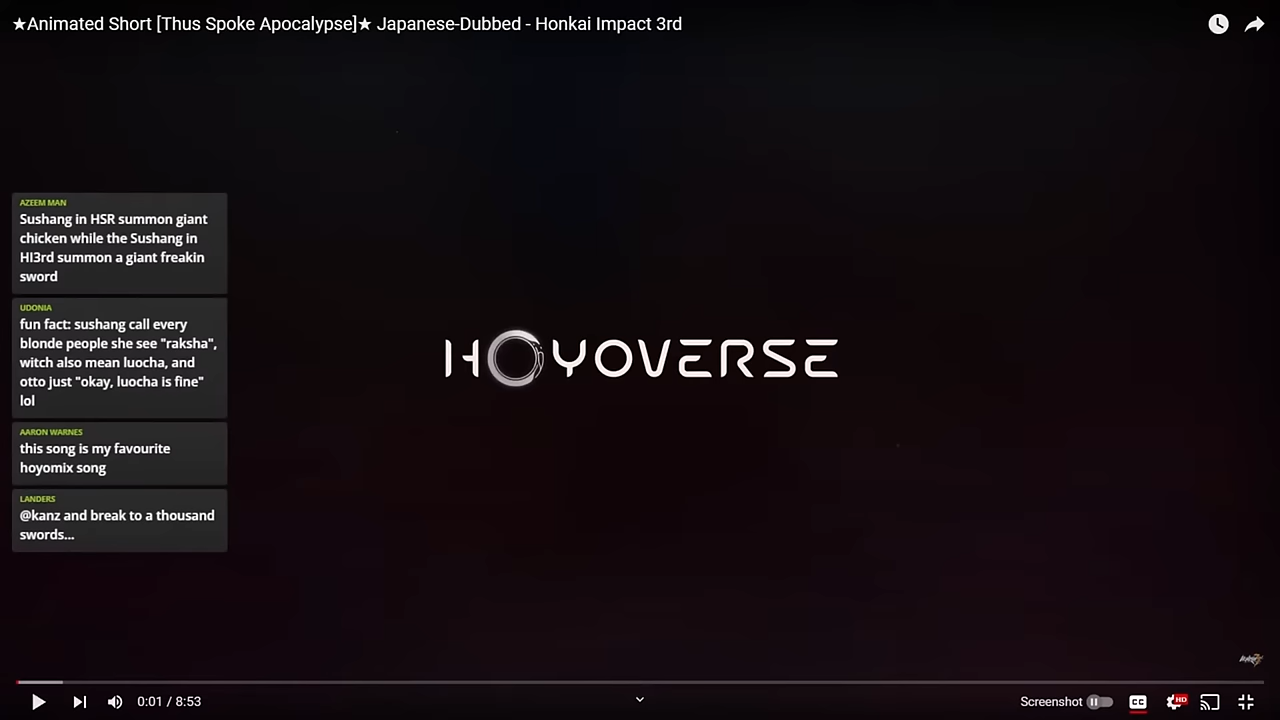 ★Animated Short [Thus Spoke Apocalypse]★ Japanese-Dubbed - Honkai Impact 3rd
AZEEM MAN
Sushang in HSR summon giant
chicken while the Sushang in
HI3rd summon a giant freakin
sword
UDONIA
fun fact: sushang call every
blonde people she see "raksha",
witch also mean luocha, and
otto just "okay, luocha is fine"
lol
AARON WARNES
this song is my favourite
hoyomix song
LANDERS
@kanz and break to a thousand
swords...
HOYOVERSE
0:01 / 8:53
Screenshot
CC
HD